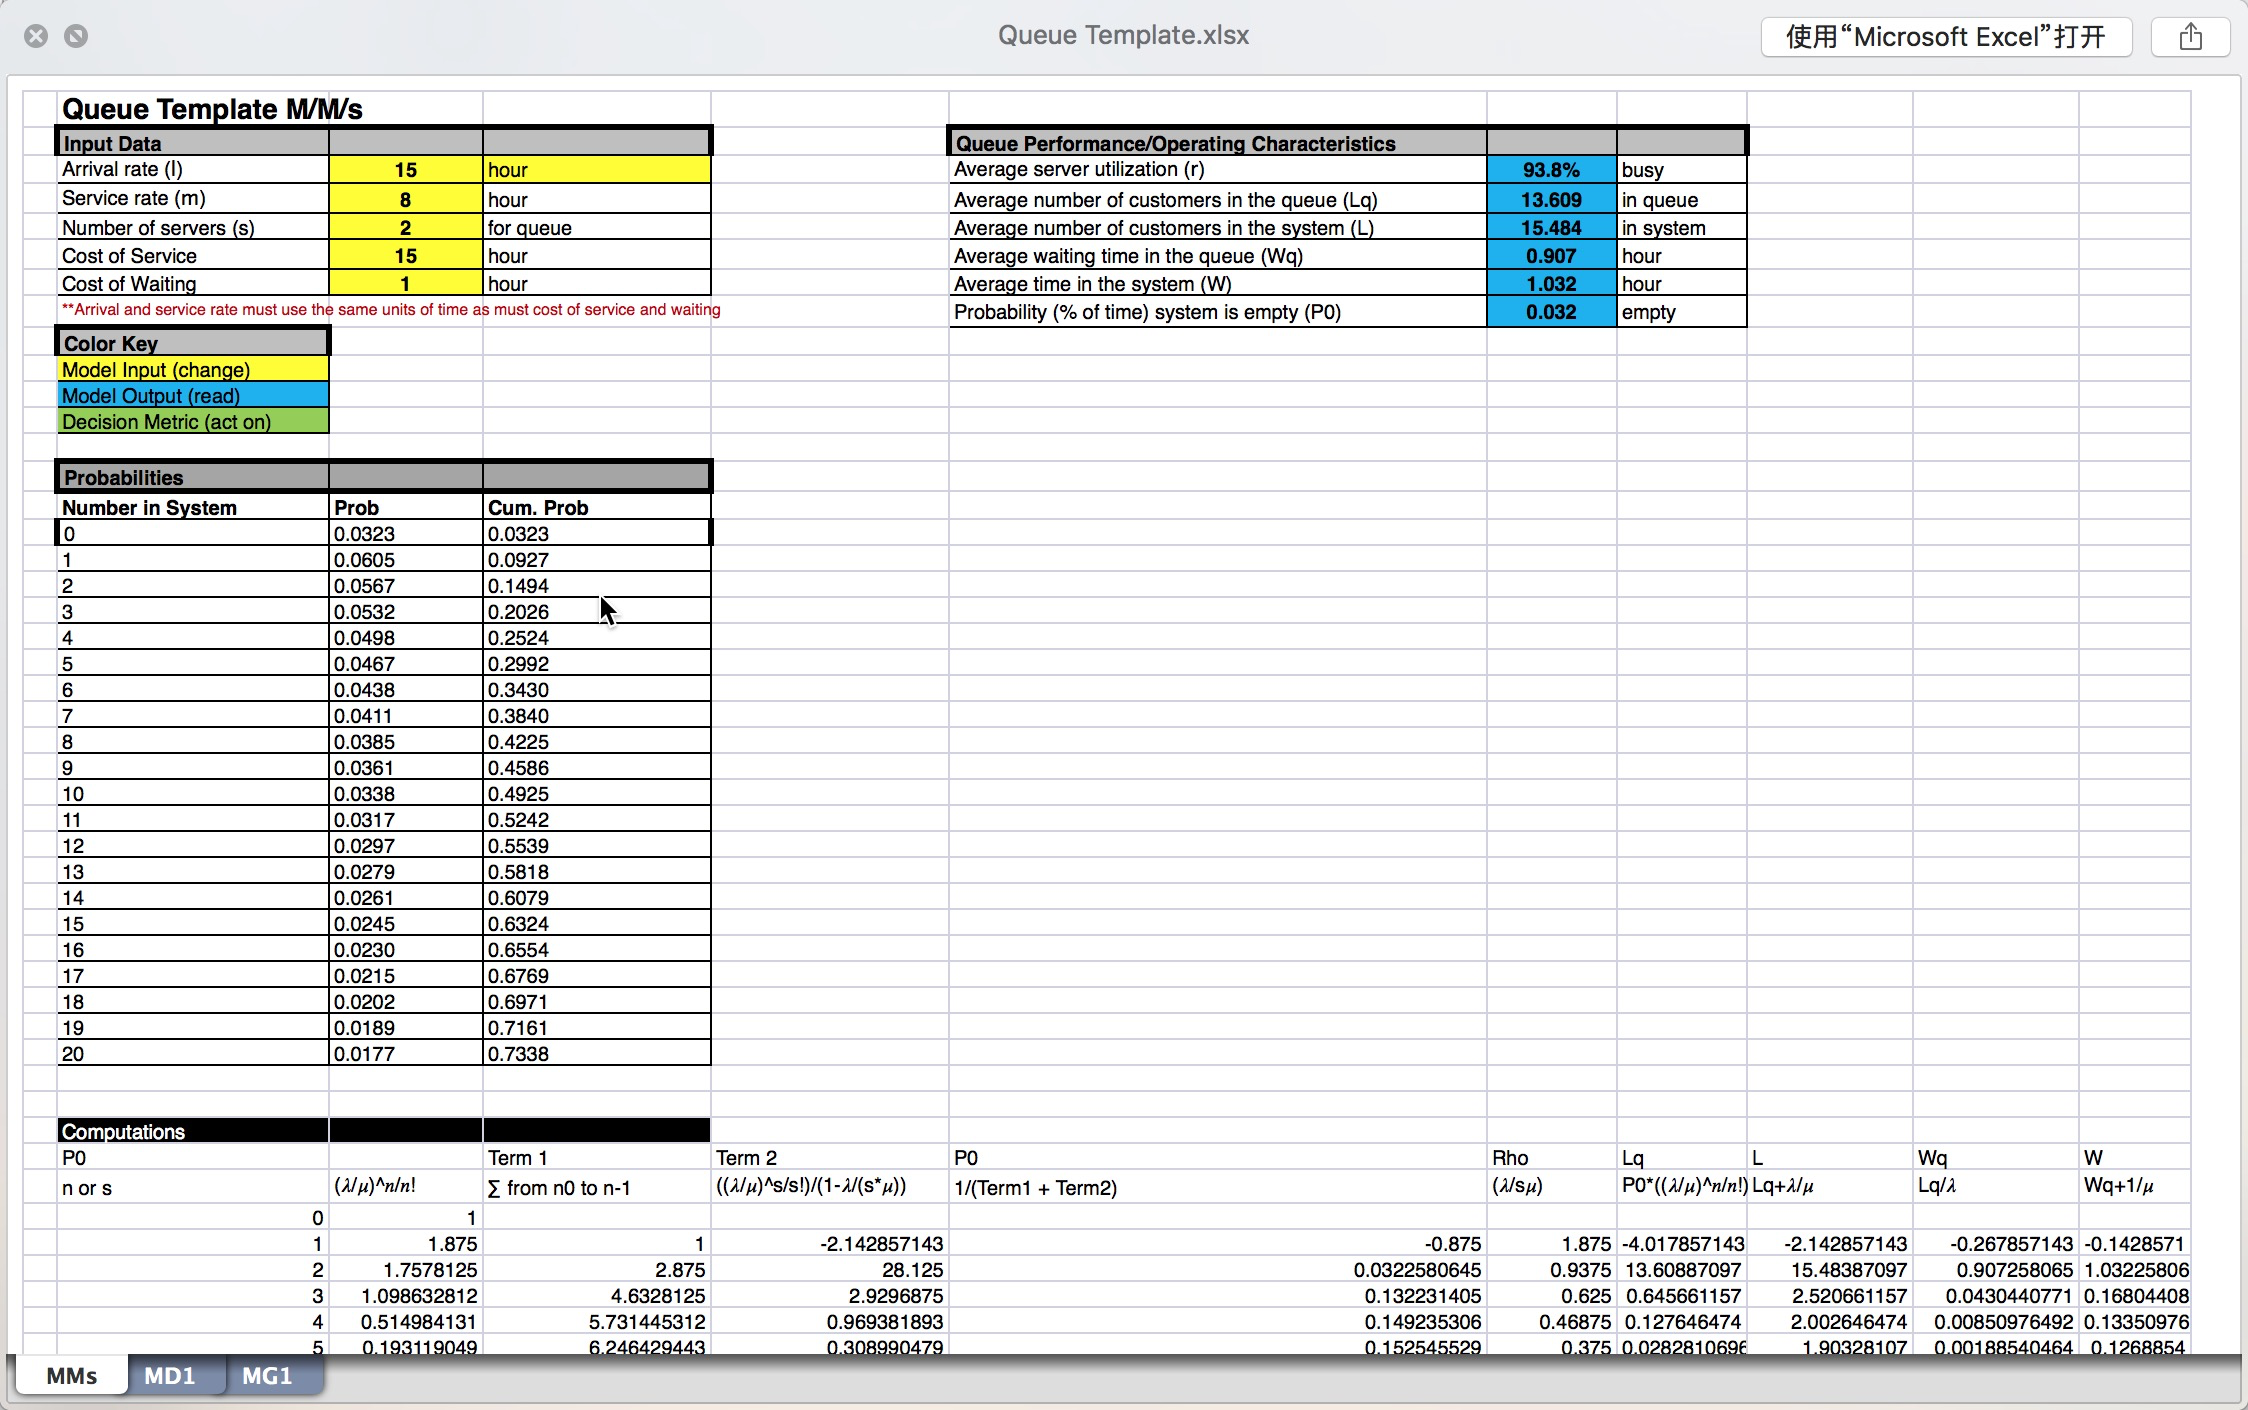 Queue Template.xlsx
使用“Microsoft Excel”打开
Queue Template M/M/s
Input Data
Arrival rate (l) 15 hour
Service rate (m) 8 hour
Number of servers (s) 2 for queue
Cost of Service 15 hour
Cost of Waiting 1 hour
**Arrival and service rate must use the same units of time as must cost of service and waiting
Queue Performance/Operating Characteristics
Average server utilization (r) 93.8% busy
Average number of customers in the queue (Lq) 13.609 in queue
Average number of customers in the system (L) 15.484 in system
Average waiting time in the queue (Wq) 0.907 hour
Average time in the system (W) 1.032 hour
Probability (% of time) system is empty (P0) 0.032 empty
Color Key
Model Input (change)
Model Output (read)
Decision Metric (act on)
Probabilities
Number in System Prob Cum. Prob
0 0.0323 0.0323
1 0.0605 0.0927
2 0.0567 0.1494
3 0.0532 0.2026
4 0.0498 0.2524
5 0.0467 0.2992
6 0.0438 0.3430
7 0.0411 0.3840
8 0.0385 0.4225
9 0.0361 0.4586
10 0.0338 0.4925
11 0.0317 0.5242
12 0.0297 0.5539
13 0.0279 0.5818
14 0.0261 0.6079
15 0.0245 0.6324
16 0.0230 0.6554
17 0.0215 0.6769
18 0.0202 0.6971
19 0.0189 0.7161
20 0.0177 0.7338
Computations
P0 Term 1 Term 2 P0 Rho Lq L Wq W
n or s (λ/μ)^n/n! ∑ from n0 to n-1 ((λ/μ)^s/s!)/(1-λ/(s*μ)) 1/(Term1 + Term2) (λ/sμ) P0*((λ/μ)^n/n!) Lq+λ/μ Lq/λ Wq+1/μ
0 1
1 1.875 1 -2.142857143 -0.875 1.875 -4.017857143 -2.142857143 -0.267857143 -0.1428571
2 1.7578125 2.875 28.125 0.0322580645 0.9375 13.60887097 15.48387097 0.907258065 1.03225806
3 1.098632812 4.6328125 2.9296875 0.132231405 0.625 0.645661157 2.520661157 0.0430440771 0.16804408
4 0.514984131 5.731445312 0.969381893 0.149235306 0.46875 0.127646474 2.002646474 0.00850976492 0.13350976
5 0.193119049 6.246429443 0.308990479 0.152545529 0.375 0.0282810696 1.90328107 0.00188540464 0.1268854
MMs MD1 MG1